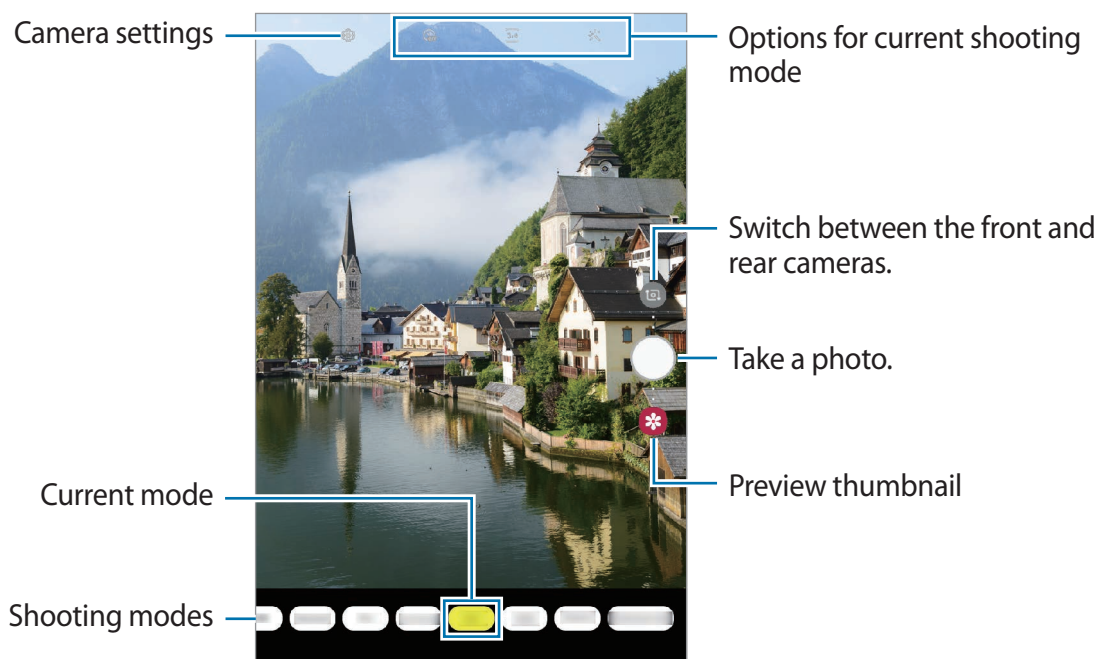 Camera settings
Options for current shooting
mode
Switch between the front and
rear cameras.
Take a photo.
Preview thumbnail
Current mode
Shooting modes